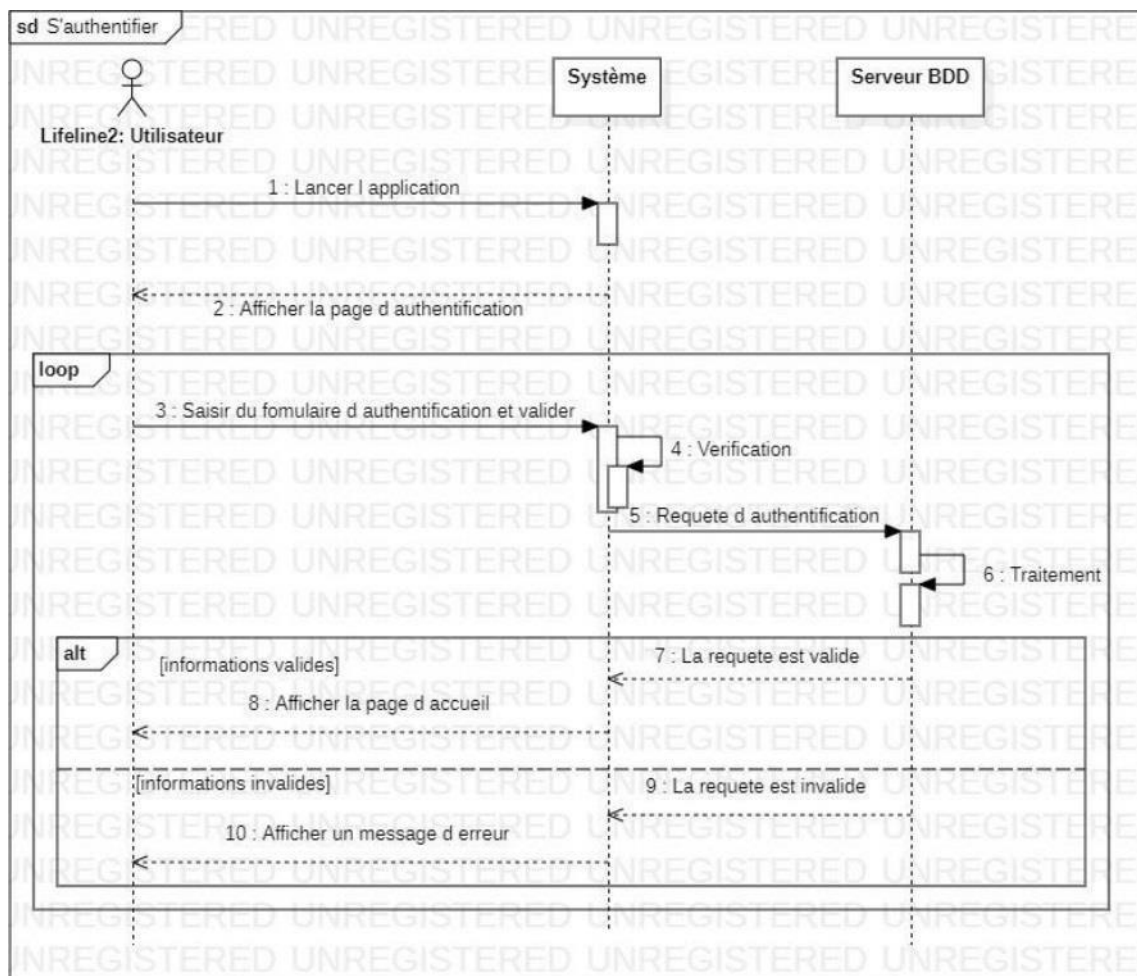 sd S'authentifier
Système
Serveur BDD
Lifeline2: Utilisateur
1 : Lancer l application
2 : Afficher la page d authentification
loop
3 : Saisir du fomulaire d authentification et valider
4 : Verification
5 : Requete d authentification
6 : Traitement
alt
[informations valides]
7 : La requete est valide
8 : Afficher la page d accueil
[informations invalides]
9 : La requete est invalide
10 : Afficher un message d erreur
UNREGISTERED